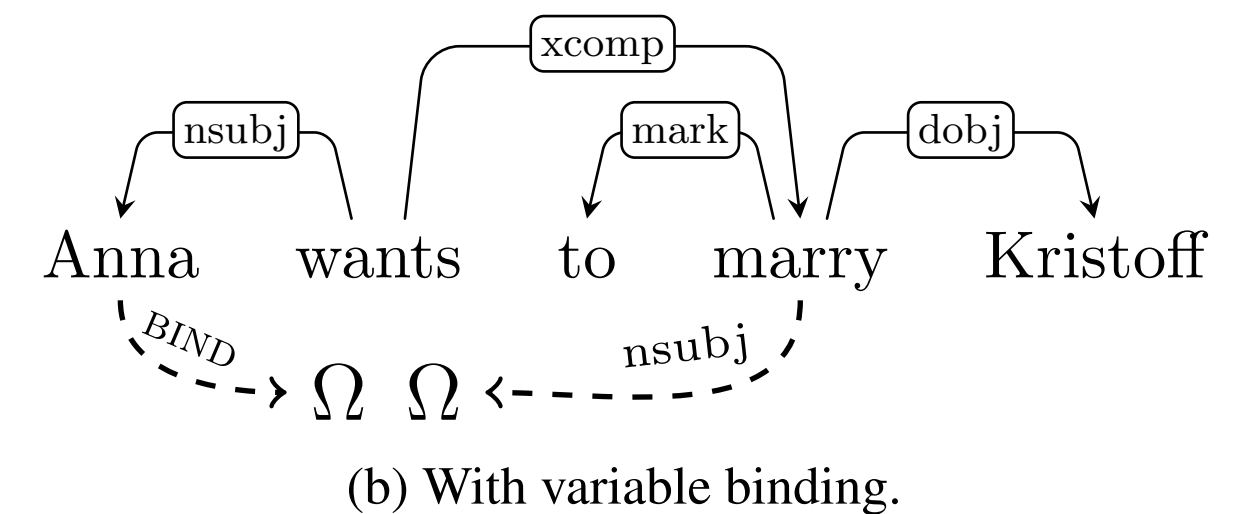 xcomp
nsubj mark dobj
Anna wants to marry Kristoff
BIND nsubj
Ω Ω
(b) With variable binding.